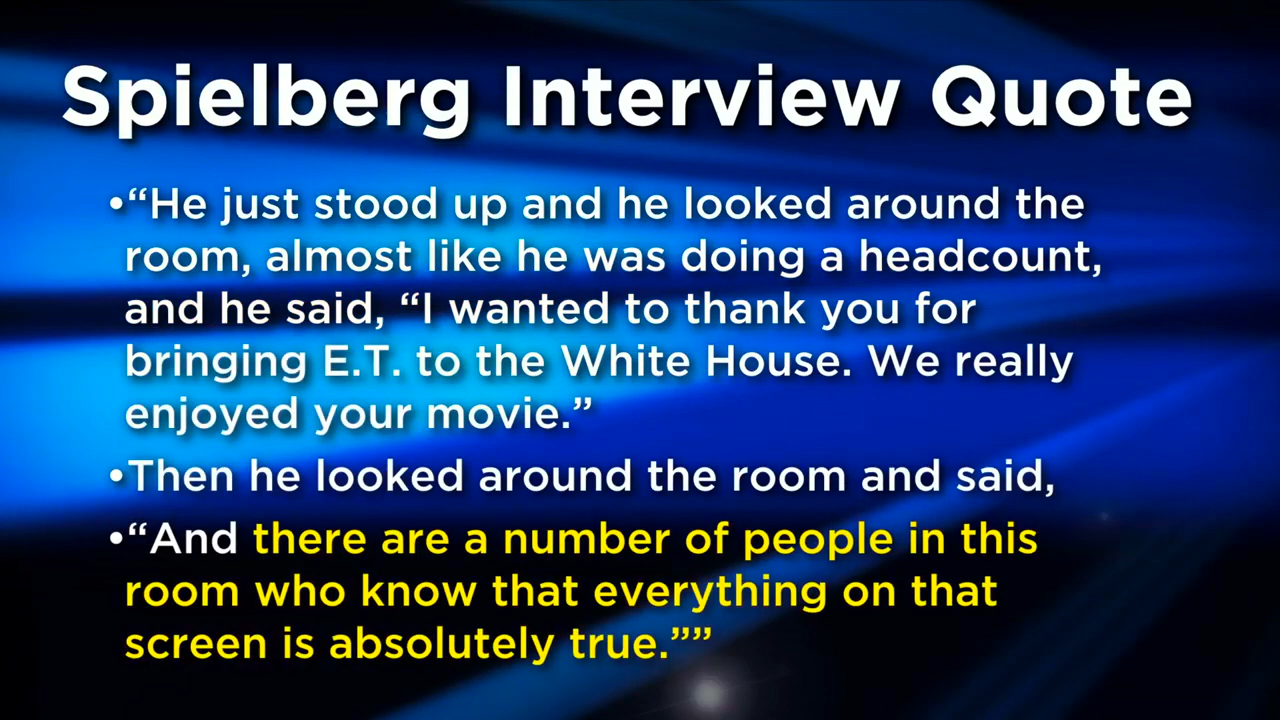 Spielberg Interview Quote
•“He just stood up and he looked around the
room, almost like he was doing a headcount,
and he said, “I wanted to thank you for
bringing E.T. to the White House. We really
enjoyed your movie.”
•Then he looked around the room and said,
•“And there are a number of people in this
room who know that everything on that
screen is absolutely true.””